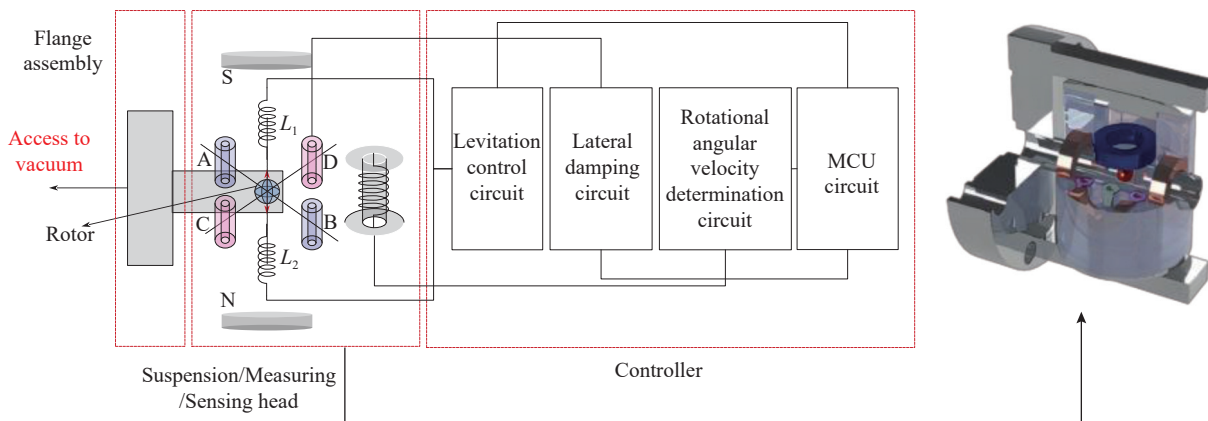 Flange
assembly
Access to
vacuum
Rotor
S
L1
A
D
C
B
L2
N
Suspension/Measuring
/Sensing head
Levitation
control
circuit
Lateral
damping
circuit
Rotational
angular
velocity
determination
circuit
MCU
circuit
Controller